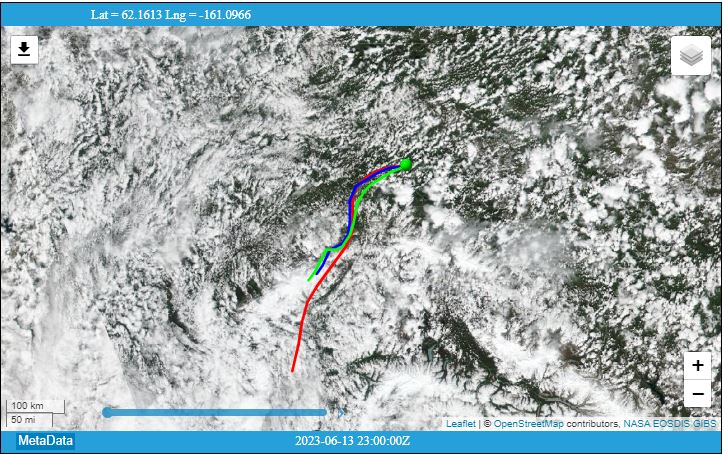 Lat = 62.1613 Lng = -161.0966
+
−
100 km
50 mi
Leaflet | © OpenStreetMap contributors, NASA EOSDIS GIBS
MetaData
2023-06-13 23:00:00Z